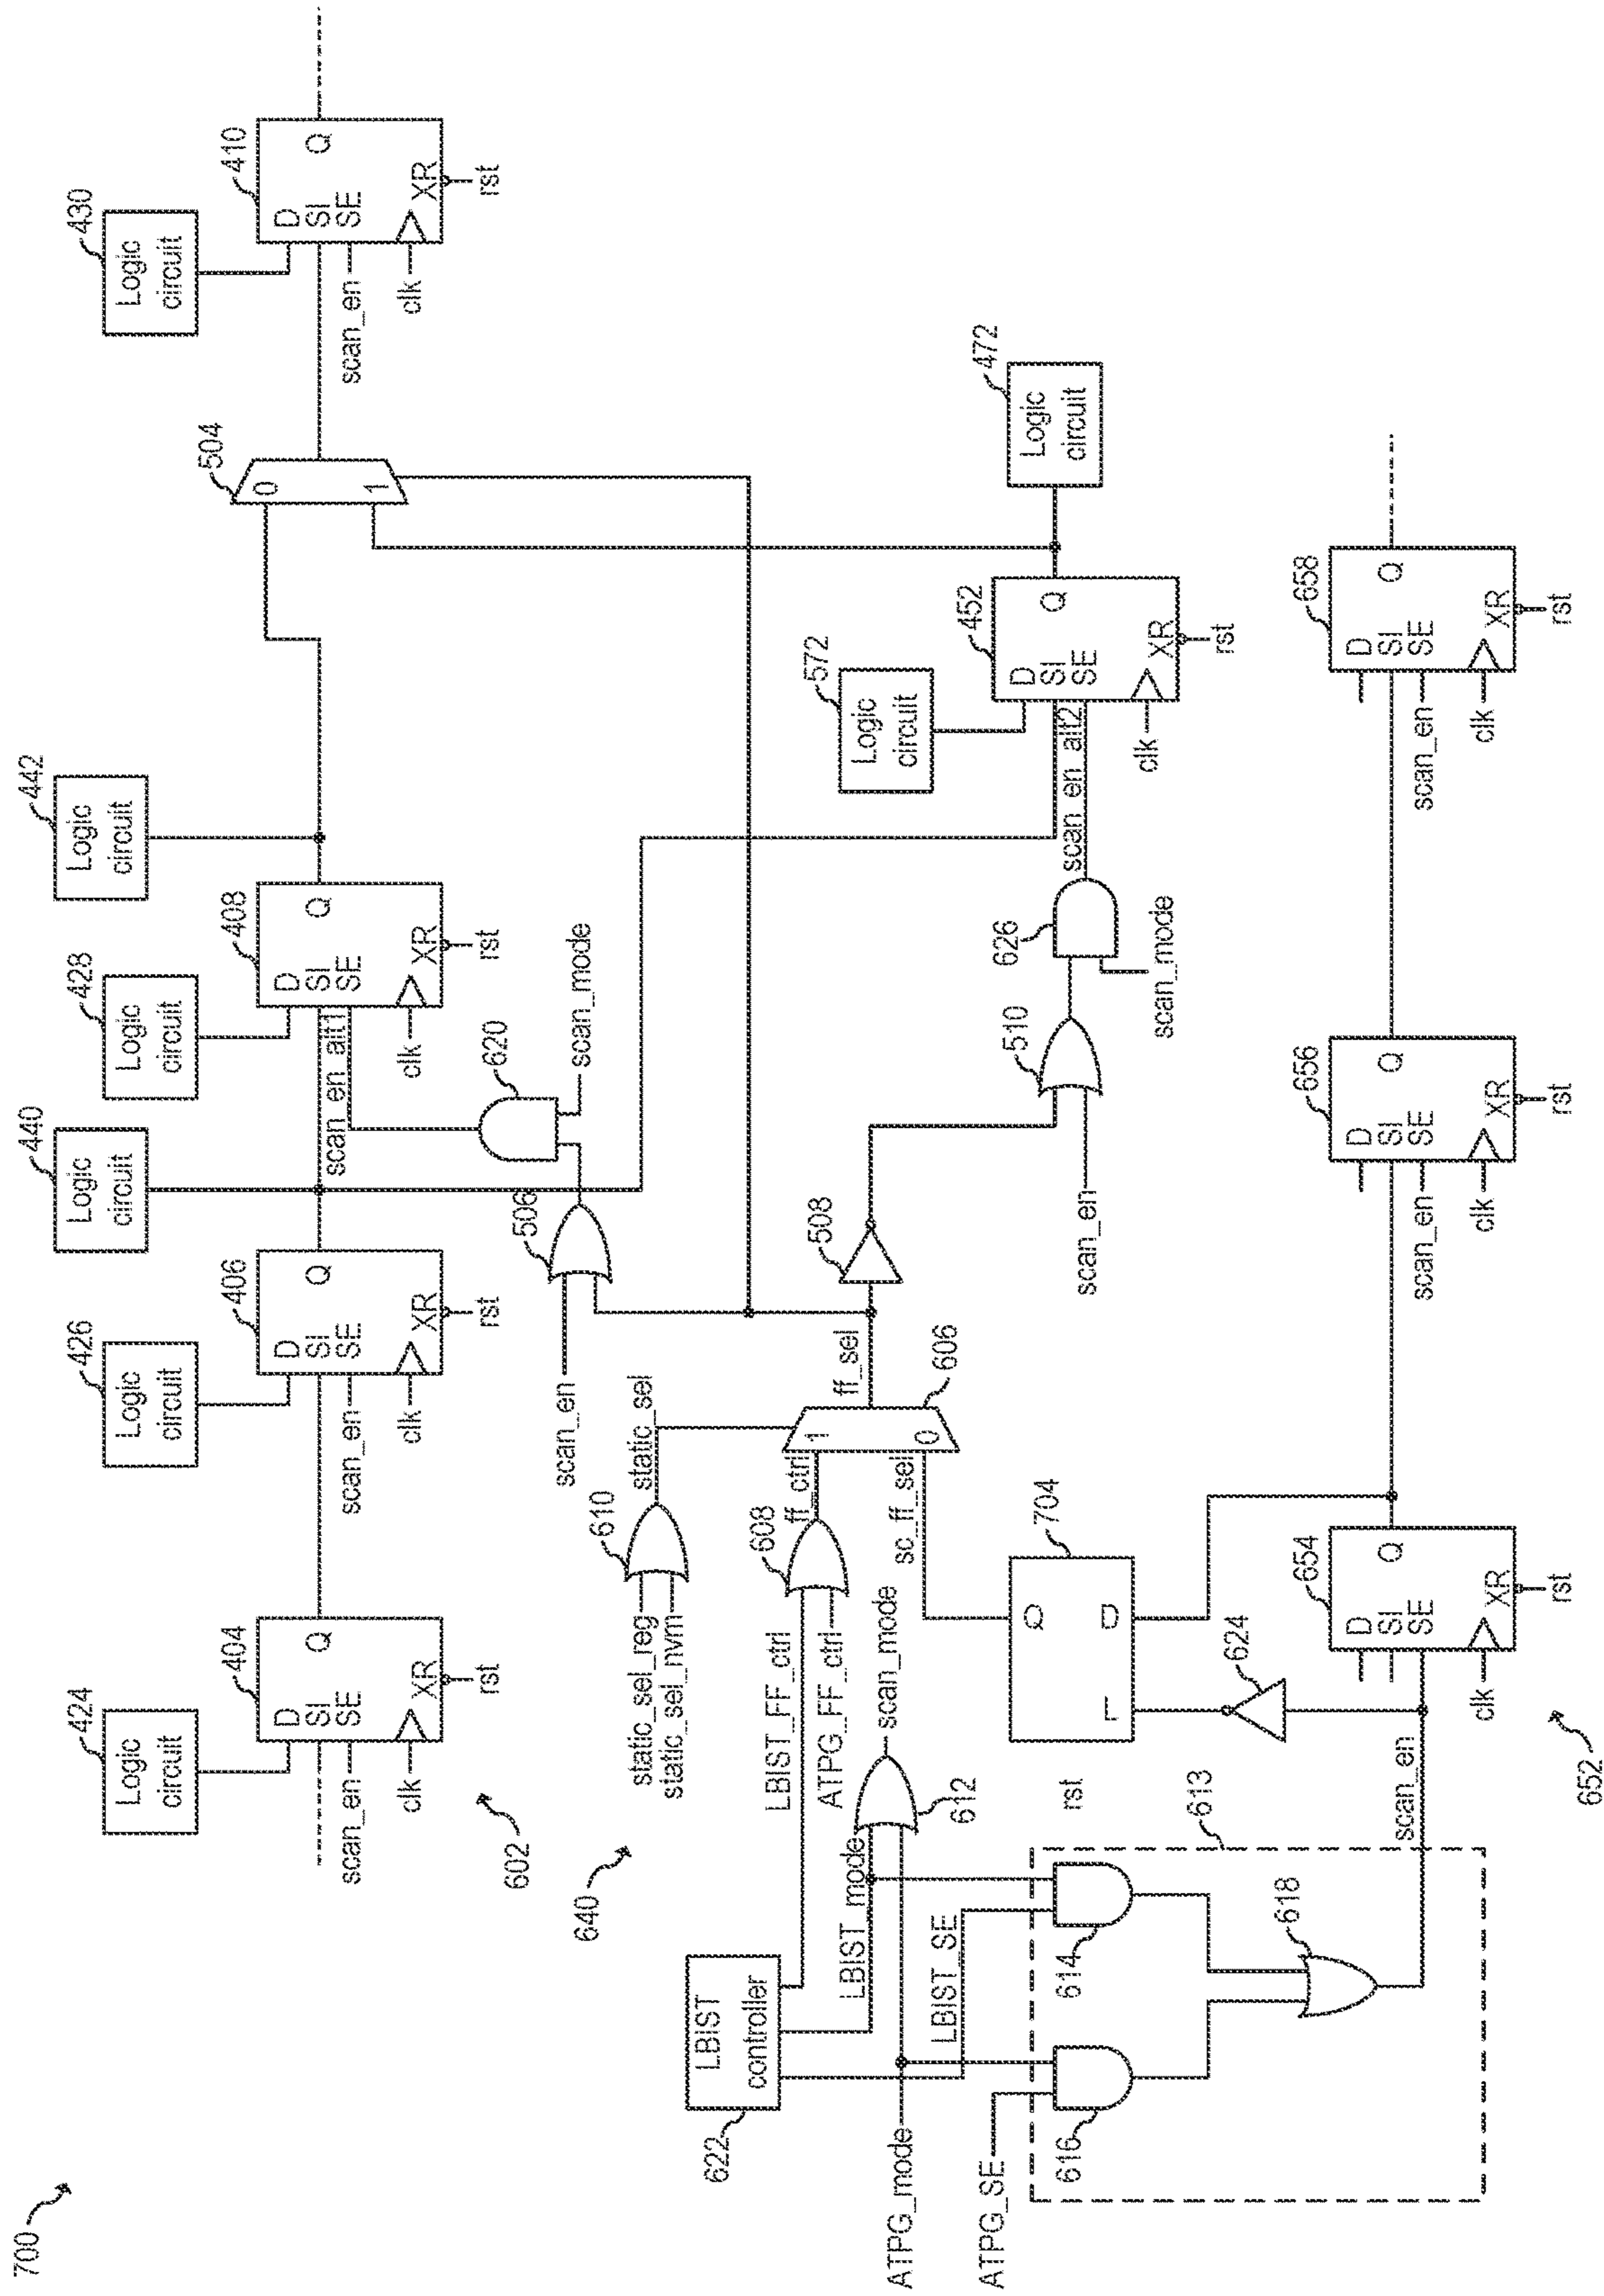 700
424
Logic
circuit
426
Logic
circuit
440
Logic
circuit
428
Logic
circuit
442
Logic
circuit
430
Logic
circuit
404
D
SI
SE
Q
XR
scan_en
clk
rst
406
D
SI
SE
Q
XR
scan_en
clk
rst
408
D
SI
SE
Q
XR
scan_en_alt1
clk
rst
504
0
1
410
D
SI
SE
Q
XR
scan_en
clk
rst
602
640
scan_en
506
620
scan_mode
static_sel_reg
static_sel_nvm
610
static_sel
622
LBIST
controller
LBIST_FF_ctrl
ATPG_FF_ctrl
608
ff_ctrl
1
0
606
ff_sel
sc_ff_sel
508
scan_en
510
626
scan_mode
scan_en_alt2
572
Logic
circuit
452
D
SI
SE
Q
XR
clk
rst
472
Logic
circuit
LBIST_mode
ATPG_mode
612
scan_mode
LBIST_SE
ATPG_SE
616
614
618
613
rst
704
Q
D
L
624
scan_en
654
D
SI
SE
Q
XR
clk
rst
656
D
SI
SE
Q
XR
scan_en
clk
rst
658
D
SI
SE
Q
XR
scan_en
clk
rst
652